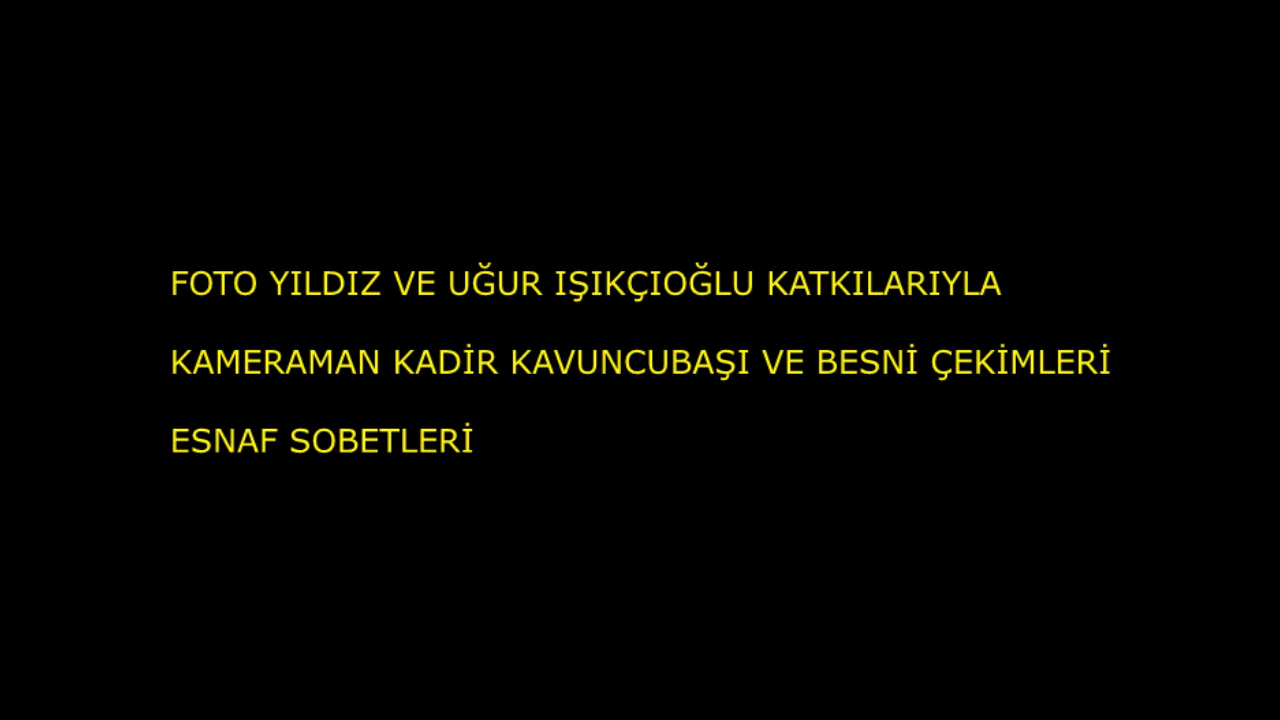 FOTO YILDIZ VE UĞUR IŞIKÇIOĞLU KATKILARIYLA
KAMERAMAN KADİR KAVUNCUBAŞI VE BESNİ ÇEKİMLERİ
ESNAF SOBETLERİ